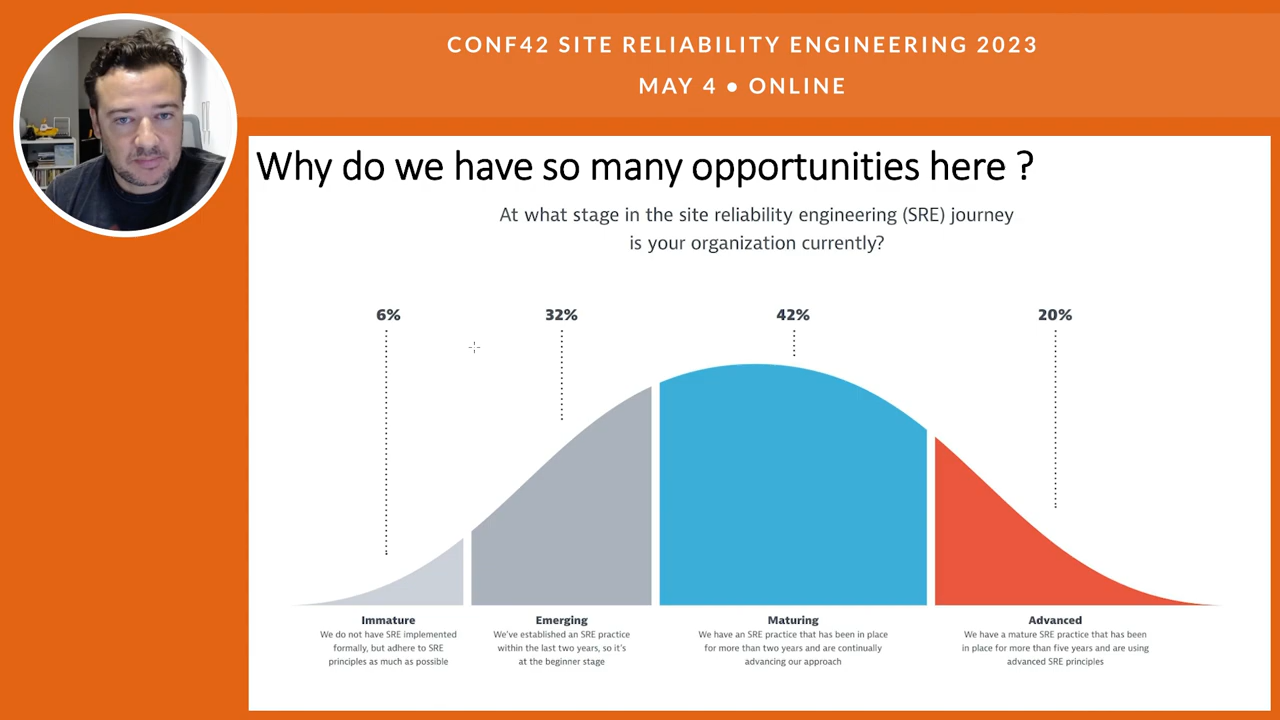 CONF42 SITE RELIABILITY ENGINEERING 2023
MAY 4 • ONLINE
Why do we have so many opportunities here ?
At what stage in the site reliability engineering (SRE) journey
is your organization currently?
6%
32%
42%
20%
Immature
We do not have SRE implemented
formally, but adhere to SRE
principles as much as possible
Emerging
We've established an SRE practice
within the last two years, so it's
at the beginner stage
Maturing
We have an SRE practice that has been in place
for more than two years and are continually
advancing our approach
Advanced
We have a mature SRE practice that has been
in place for more than five years and are using
advanced SRE principles